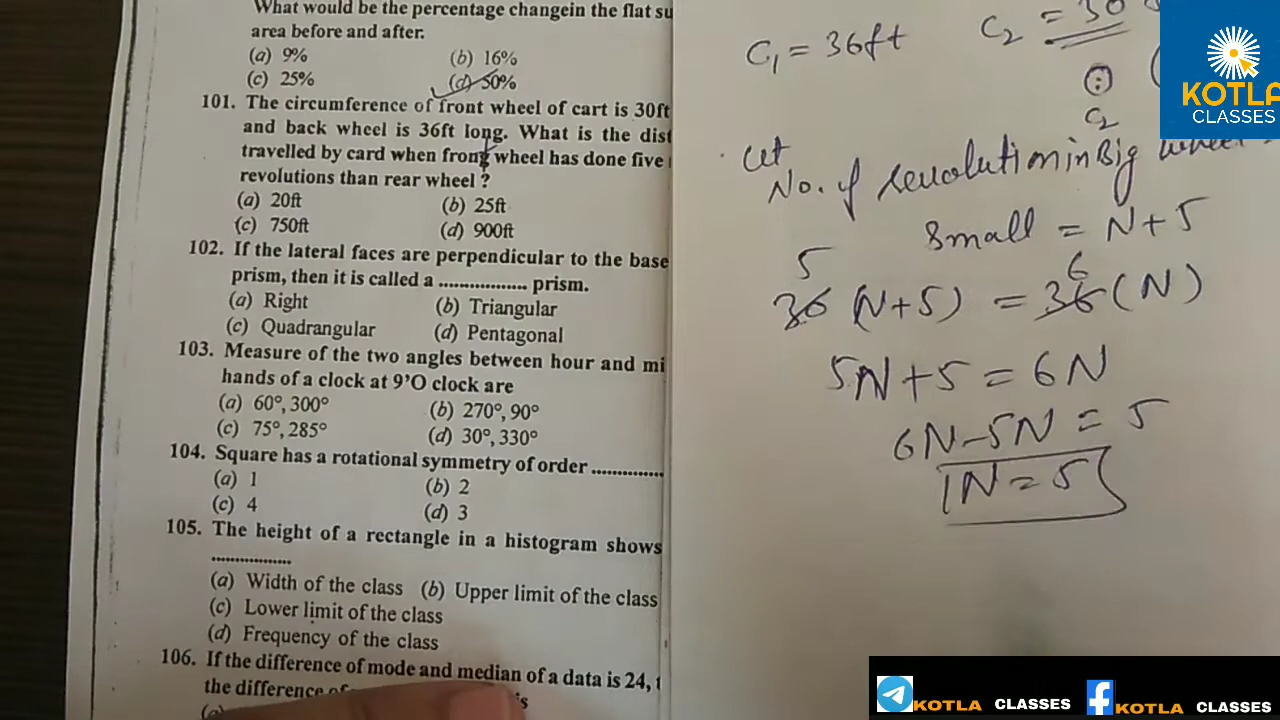 What would be the percentage changein the flat su
area before and after.
(a) 9%
(b) 16%
(c) 25%
(d) 50%
101. The circumference of front wheel of cart is 30ft
and back wheel is 36ft long. What is the dist
travelled by card when frong wheel has done five
revolutions than rear wheel ?
(a) 20ft
(b) 25ft
(c) 750ft
(d) 900ft
102. If the lateral faces are perpendicular to the base
prism, then it is called a ................. prism.
(a) Right
(b) Triangular
(c) Quadrangular
(d) Pentagonal
103. Measure of the two angles between hour and mi
hands of a clock at 9'O clock are
(a) 60°, 300°
(b) 270°, 90°
(c) 75°, 285°
(d) 30°, 330°
104. Square has a rotational symmetry of order ..............
(a) 1
(b) 2
(c) 4
(d) 3
105. The height of a rectangle in a histogram shows
.................
(a) Width of the class (b) Upper limit of the class
(c) Lower limit of the class
(d) Frequency of the class
106. If the difference of mode and median of a data is 24, t
the difference of
is
(a)
C₁ = 36ft
C₂ = 30
C₂
Let
No. of revolution in Big wheel =
Small = N+5
5 6
30 (N+5) = 36 (N)
5N + 5 = 6N
6N-5N = 5
N = 5
KOTLA
CLASSES
KOTLA CLASSES
KOTLA CLASSES